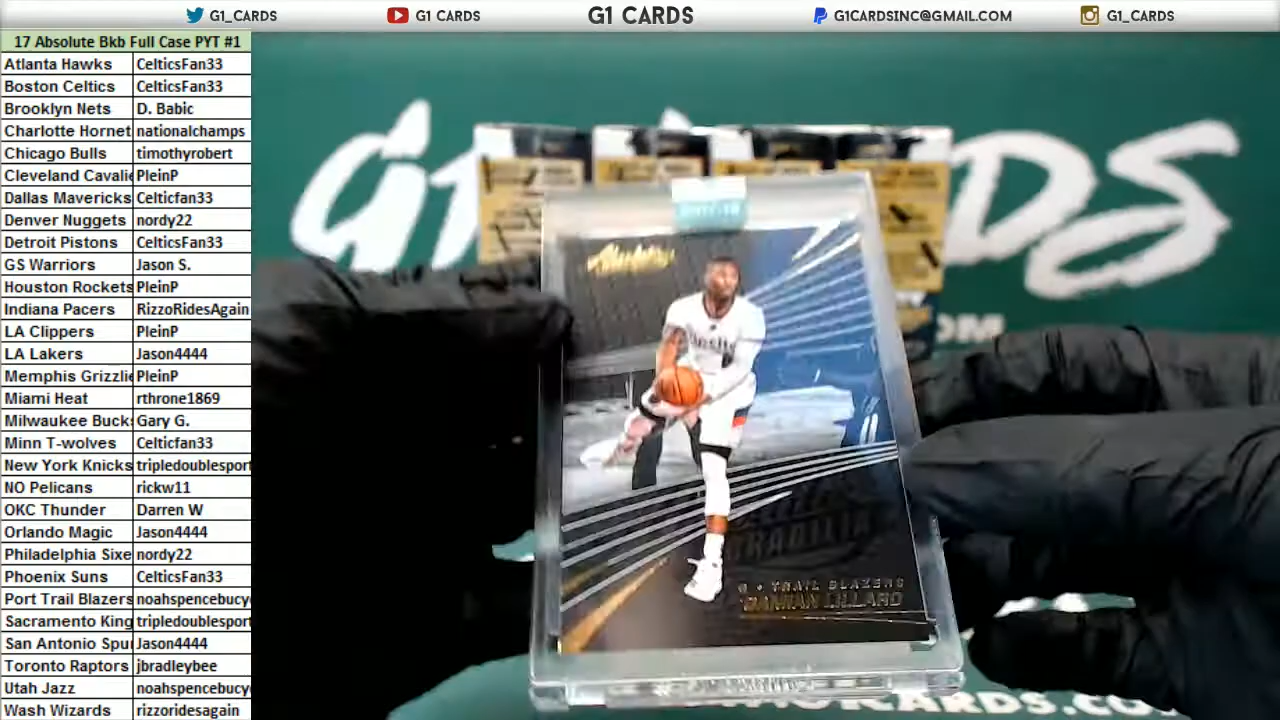 G1_CARDS
G1 CARDS
G1 CARDS
G1CARDSINC@GMAIL.COM
G1_CARDS
17 Absolute Bkb Full Case PYT #1
Atlanta Hawks CelticsFan33
Boston Celtics CelticsFan33
Brooklyn Nets D. Babic
Charlotte Hornet nationalchamps
Chicago Bulls timothyrobert
Cleveland Cavalie PleinP
Dallas Mavericks Celticfan33
Denver Nuggets nordy22
Detroit Pistons CelticsFan33
GS Warriors Jason S.
Houston Rockets PleinP
Indiana Pacers RizzoRidesAgain
LA Clippers PleinP
LA Lakers Jason4444
Memphis Grizzlie PleinP
Miami Heat rthrone1869
Milwaukee Bucks Gary G.
Minn T-wolves Celticfan33
New York Knicks tripledoublesport
NO Pelicans rickw11
OKC Thunder Darren W
Orlando Magic Jason4444
Philadelphia Sixe nordy22
Phoenix Suns CelticsFan33
Port Trail Blazers noahspencebucy
Sacramento King tripledoublesport
San Antonio Spu Jason4444
Toronto Raptors jbradleybee
Utah Jazz noahspencebucy
Wash Wizards rizzoridesagain
Absolute
G • TRAIL BLAZERS
DAMIAN LILLARD